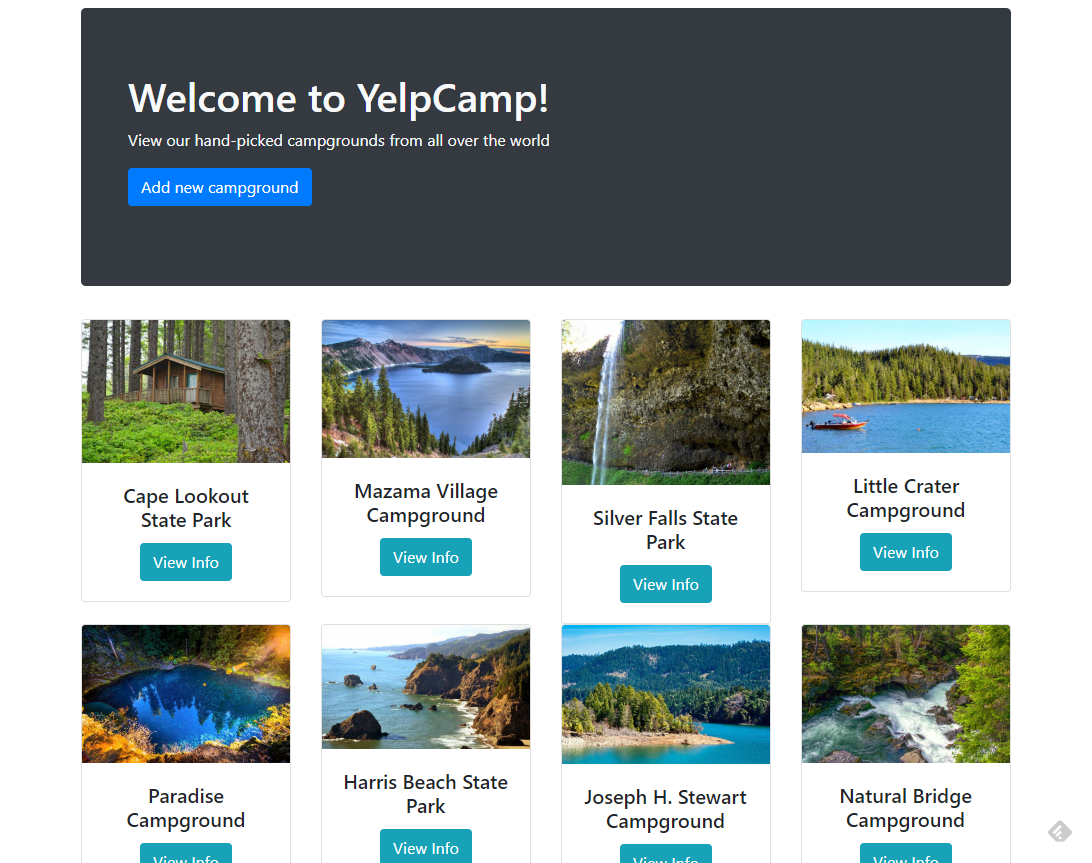 Welcome to YelpCamp!
View our hand-picked campgrounds from all over the world
Add new campground
Cape Lookout
State Park
View Info
Mazama Village
Campground
View Info
Silver Falls State
Park
View Info
Little Crater
Campground
View Info
Paradise
Campground
View Info
Harris Beach State
Park
View Info
Joseph H. Stewart
Campground
View Info
Natural Bridge
Campground
View Info